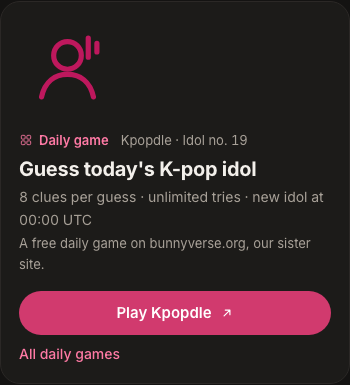 Daily game Kpopdle · Idol no. 19
Guess today's K-pop idol
8 clues per guess · unlimited tries · new idol at
00:00 UTC
A free daily game on bunnyverse.org, our sister
site.
Play Kpopdle ↗
All daily games